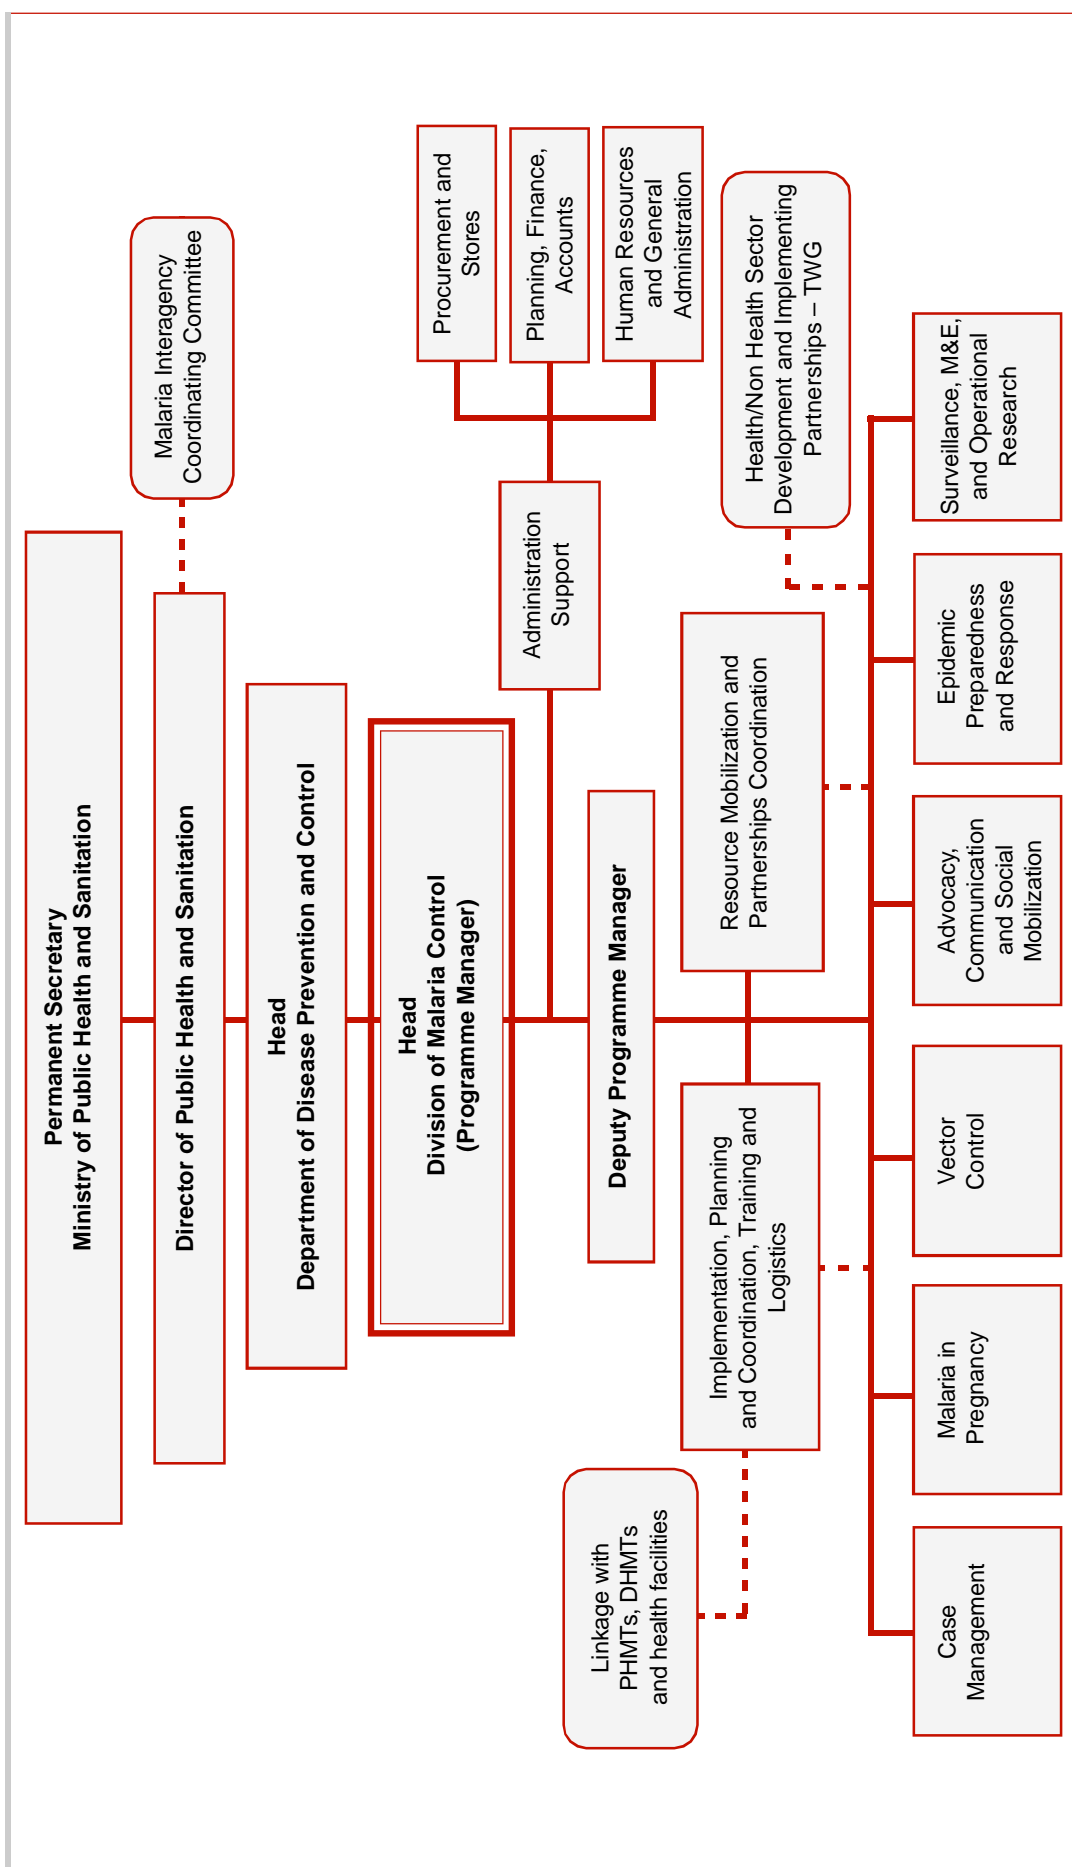 Permanent Secretary
Ministry of Public Health and Sanitation
Director of Public Health and Sanitation
Malaria Interagency
Coordinating Committee
Head
Department of Disease Prevention and Control
Head
Division of Malaria Control
(Programme Manager)
Administration
Support
Procurement and
Stores
Planning, Finance,
Accounts
Human Resources
and General
Administration
Deputy Programme Manager
Linkage with
PHMTs, DHMTs
and health facilities
Implementation, Planning
and Coordination, Training and
Logistics
Resource Mobilization and
Partnerships Coordination
Health/Non Health Sector
Development and Implementing
Partnerships – TWG
Case
Management
Malaria in
Pregnancy
Vector
Control
Advocacy,
Communication
and Social
Mobilization
Epidemic
Preparedness
and Response
Surveillance, M&E,
and Operational
Research